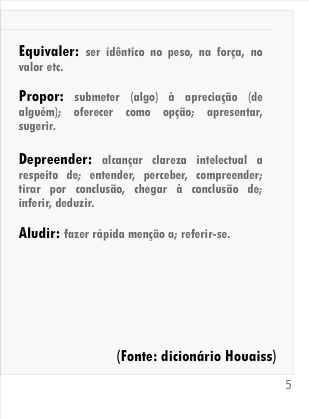 Equivaler: ser idêntico no peso, na força, no
valor etc.
Propor: submeter (algo) à apreciação (de
alguém); oferecer como opção; apresentar,
sugerir.
Depreender: alcançar clareza intelectual a
respeito de; entender, perceber, compreender;
tirar por conclusão, chegar à conclusão de;
inferir, deduzir.
Aludir: fazer rápida menção a; referir-se.
(Fonte: dicionário Houaiss)
5